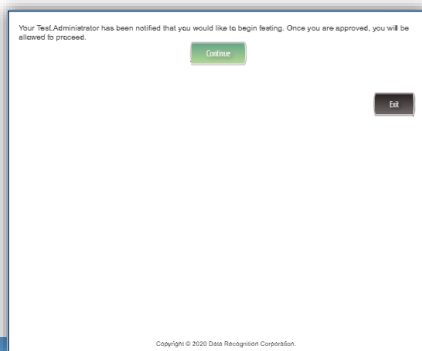 Your Test Administrator has been notified that you would like to begin testing. Once you are approved, you will be
allowed to proceed.
Continue
Exit
Copyright © 2020 Data Recognition Corporation.